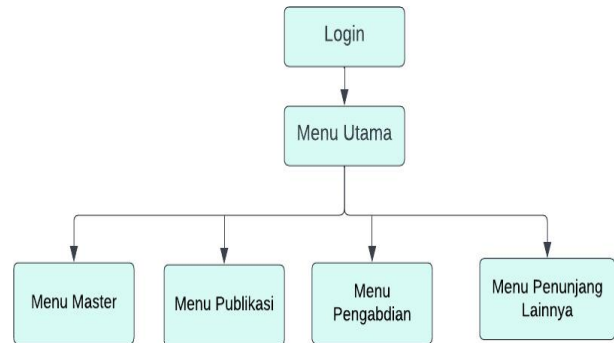 Login
Menu Utama
Menu Master
Menu Publikasi
Menu
Pengabdian
Menu Penunjang
Lainnya